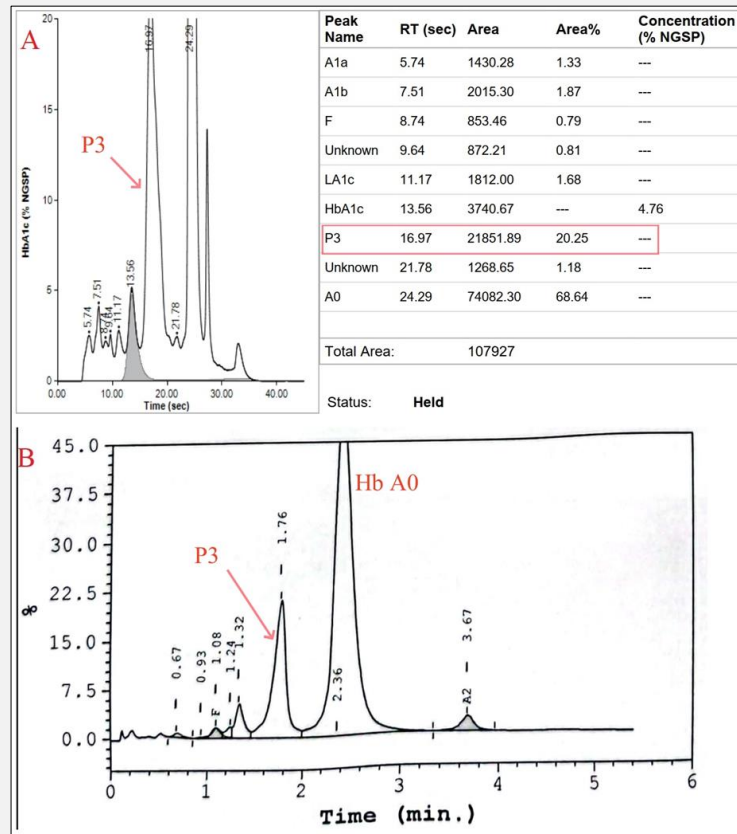 A
P3
HbA1c (% NGSP)
20
15
10
5
0
0.00 10.00 20.00 30.00 40.00
Time (sec)
5.74
7.51
8.74
9.64
11.17
13.56
16.97
21.78
24.29
Peak Name RT (sec) Area Area% Concentration (% NGSP)
A1a 5.74 1430.28 1.33 ---
A1b 7.51 2015.30 1.87 ---
F 8.74 853.46 0.79 ---
Unknown 9.64 872.21 0.81 ---
LA1c 11.17 1812.00 1.68 ---
HbA1c 13.56 3740.67 --- 4.76
P3 16.97 21851.89 20.25 ---
Unknown 21.78 1268.65 1.18 ---
A0 24.29 74082.30 68.64 ---
Total Area: 107927
Status: Held
B
P3
Hb A0
%
45.0
37.5
30.0
22.5
15.0
7.5
0.0
0.67
0.93
1.08
1.24
1.32
1.76
2.36
3.67
F
A2
0 1 2 3 4 5 6
Time (min.)